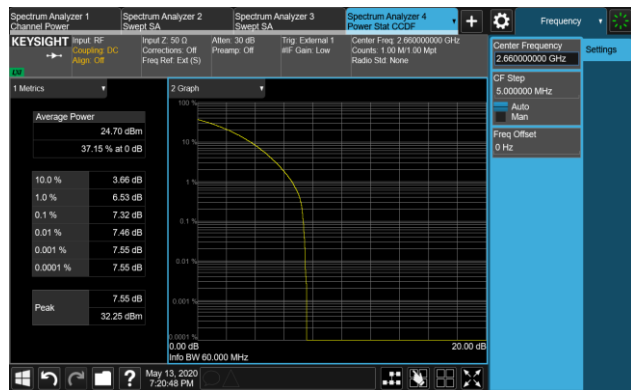 Spectrum Analyzer 1
Channel Power
Spectrum Analyzer 2
Swept SA
Spectrum Analyzer 3
Swept SA
Spectrum Analyzer 4
Power Stat CCDF
Frequency
KEYSIGHT
Input: RF
Coupling: DC
Align: Off
Input Z: 50 Ω
Corrections: Off
Freq Ref: Ext (S)
Atten: 30 dB
Preamp: Off
Trig: External 1
#IF Gain: Low
Center Freq: 2.660000000 GHz
Counts: 1.00 M/1.00 Mpt
Radio Std: None
Center Frequency
2.660000000 GHz
Settings
CF Step
5.000000 MHz
Auto
Man
Freq Offset
0 Hz
1 Metrics
Average Power
24.70 dBm
37.15 % at 0 dB
10.0 % 3.66 dB
1.0 % 6.53 dB
0.1 % 7.32 dB
0.01 % 7.46 dB
0.001 % 7.55 dB
0.0001 % 7.55 dB
Peak
7.55 dB
32.25 dBm
2 Graph
100 %
10 %
1 %
0.1 %
0.01 %
0.001 %
0.0001 %
0.00 dB
20.00 dB
Info BW 60.000 MHz
?
May 13, 2020
7:20:48 PM